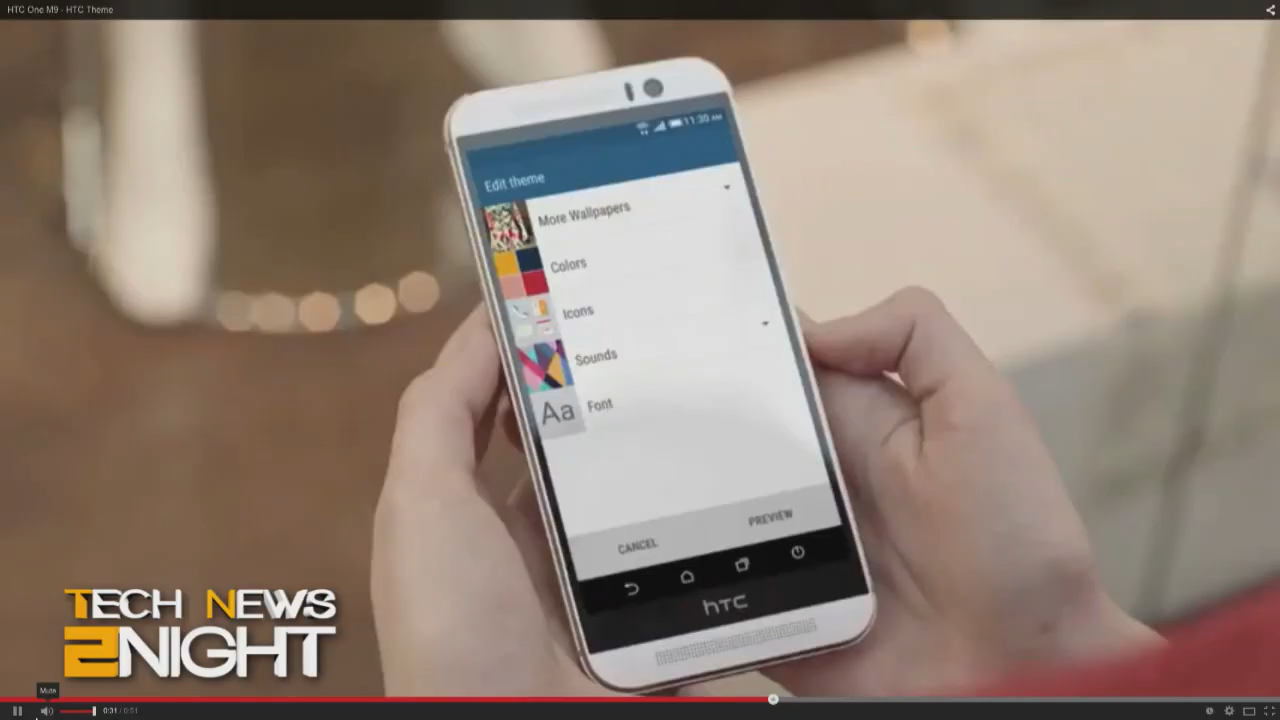 HTC One M9 - HTC Theme
11:30 AM
Edit theme
More Wallpapers
Colors
Icons
Sounds
Aa
Font
CANCEL
PREVIEW
hTC
TECH NEWS
2NIGHT
Mute
0:31 / 0:51